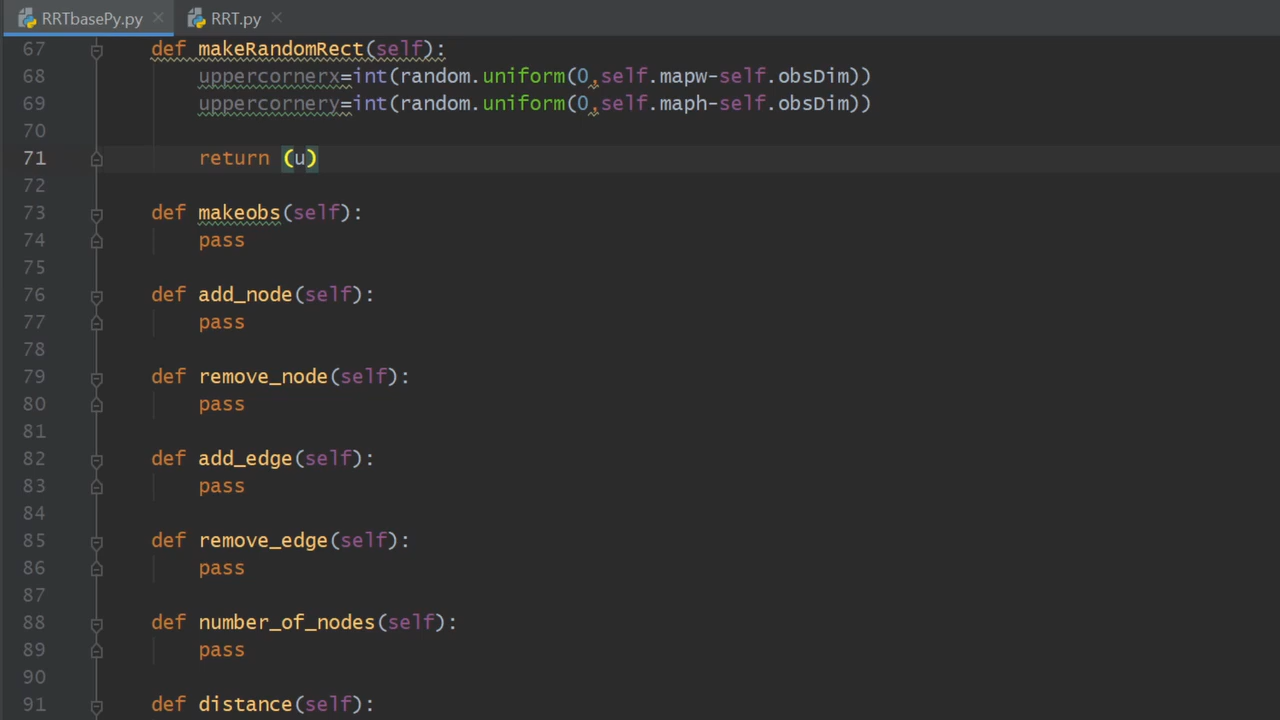 RRTbasePy.py RRT.py
67 def makeRandomRect(self):
68 uppercornerx=int(random.uniform(0,self.mapw-self.obsDim))
69 uppercornery=int(random.uniform(0,self.maph-self.obsDim))
70
71 return (u)
72
73 def makeobs(self):
74 pass
75
76 def add_node(self):
77 pass
78
79 def remove_node(self):
80 pass
81
82 def add_edge(self):
83 pass
84
85 def remove_edge(self):
86 pass
87
88 def number_of_nodes(self):
89 pass
90
91 def distance(self):